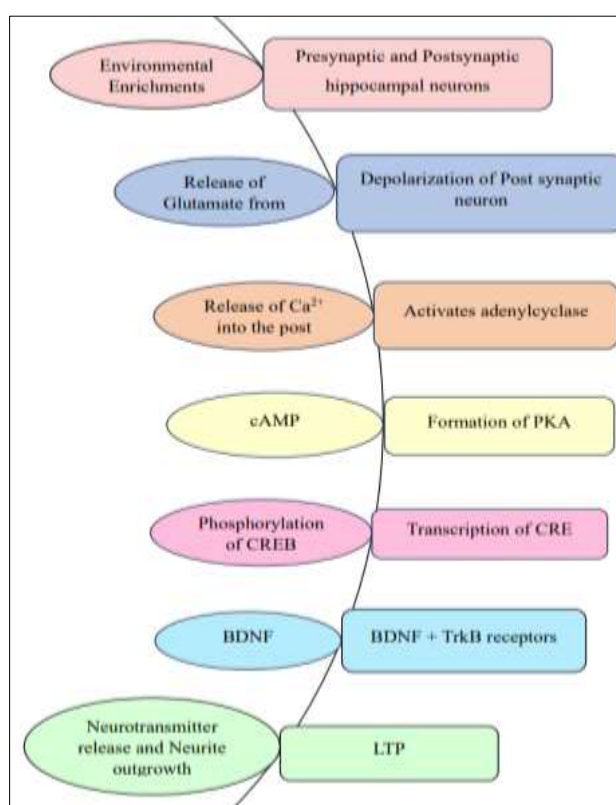 Environmental
Enrichments
Presynaptic and Postsynaptic
hippocampal neurons
Release of
Glutamate from
Depolarization of Post synaptic
neuron
Release of Ca²⁺
into the post
Activates adenylcyclase
cAMP
Formation of PKA
Phosphorylation
of CREB
Transcription of CRE
BDNF
BDNF + TrkB receptors
Neurotransmitter
release and Neurite
outgrowth
LTP